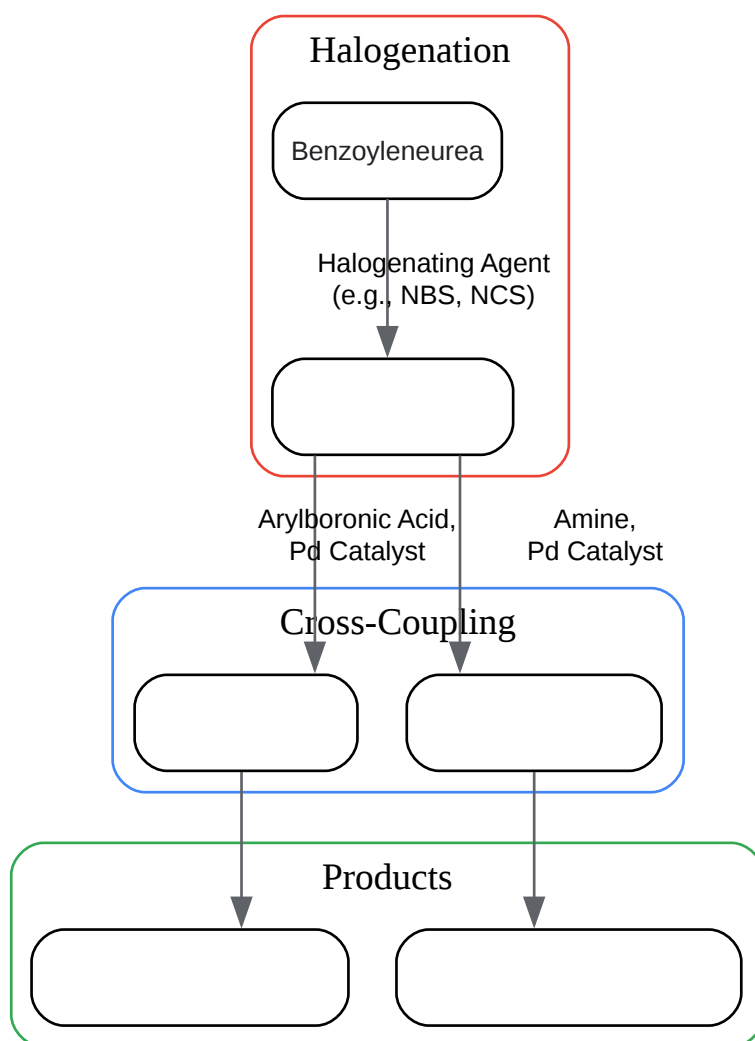 Halogenation
Benzoyleneurea
Halogenating Agent
(e.g., NBS, NCS)
Arylboronic Acid,
Pd Catalyst
Amine,
Pd Catalyst
Cross-Coupling
Products